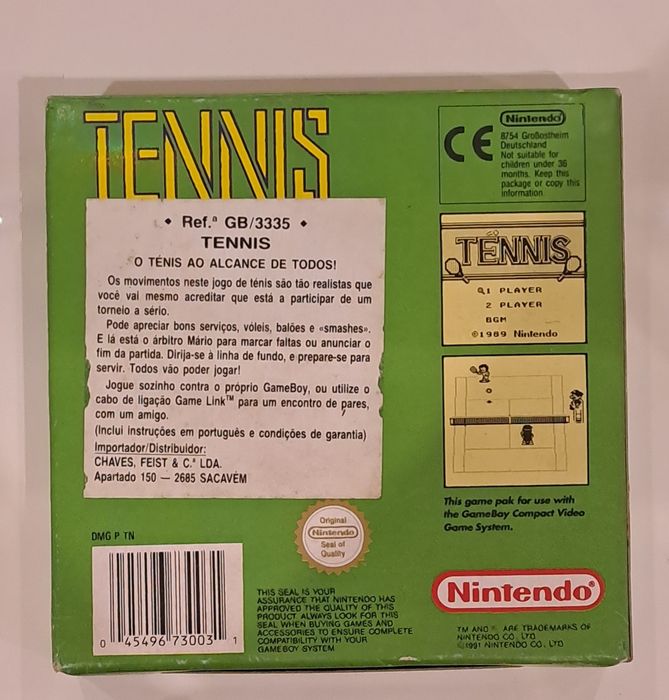 TENNIS
Nintendo
CE
8754 Großostheim
Deutschland
Not suitable for
children under 36
months. Keep this
package or copy this
information.
• Ref.ª GB/3335 •
TENNIS
O TÉNIS AO ALCANCE DE TODOS!
Os movimentos neste jogo de ténis são tão realistas que
você vai mesmo acreditar que está a participar de um
torneio a sério.
Pode apreciar bons serviços, vóleis, balões e «smashes».
E lá está o árbitro Mário para marcar faltas ou anunciar o
fim da partida. Dirija-se à linha de fundo, e prepare-se para
servir. Todos vão poder jogar!
Jogue sozinho contra o próprio GameBoy, ou utilize o
cabo de ligação Game Link™ para um encontro de pares,
com um amigo.
(Inclui instruções em português e condições de garantia)
Importador/Distribuidor:
CHAVES, FEIST & C.ª LDA.
Apartado 150 — 2685 SACAVÉM
TENNIS
1 PLAYER
2 PLAYER
BGM
©1989 Nintendo
This game pak for use with
the GameBoy Compact Video
Game System.
DMG P TN
0 45496 73003 1
Original
Nintendo
Seal of
Quality
THIS SEAL IS YOUR
ASSURANCE THAT NINTENDO HAS
APPROVED THE QUALITY OF THIS
PRODUCT. ALWAYS LOOK FOR THIS
SEAL WHEN BUYING GAMES AND
ACCESSORIES TO ENSURE COMPLETE
COMPATIBILITY WITH YOUR
GAMEBOY SYSTEM
Nintendo®
TM AND ® ARE TRADEMARKS OF
NINTENDO CO. LTD
©1991 NINTENDO CO., LTD.